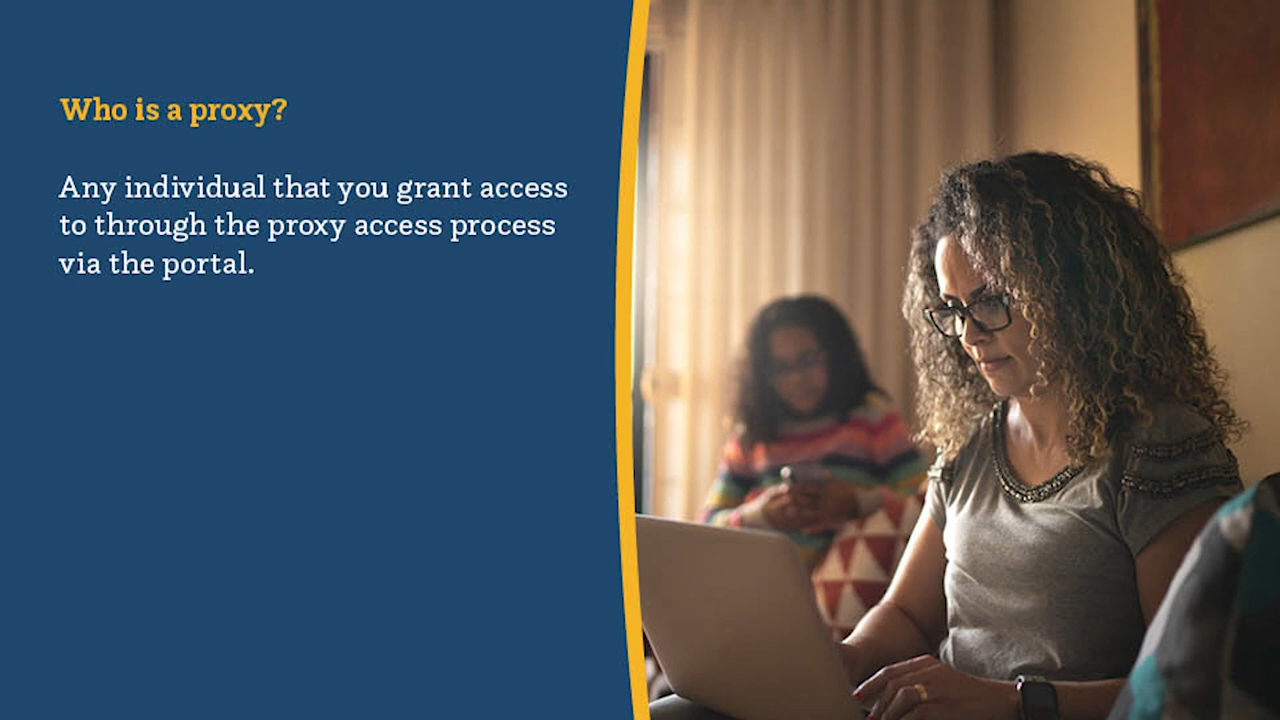 Who is a proxy?
Any individual that you grant access
to through the proxy access process
via the portal.